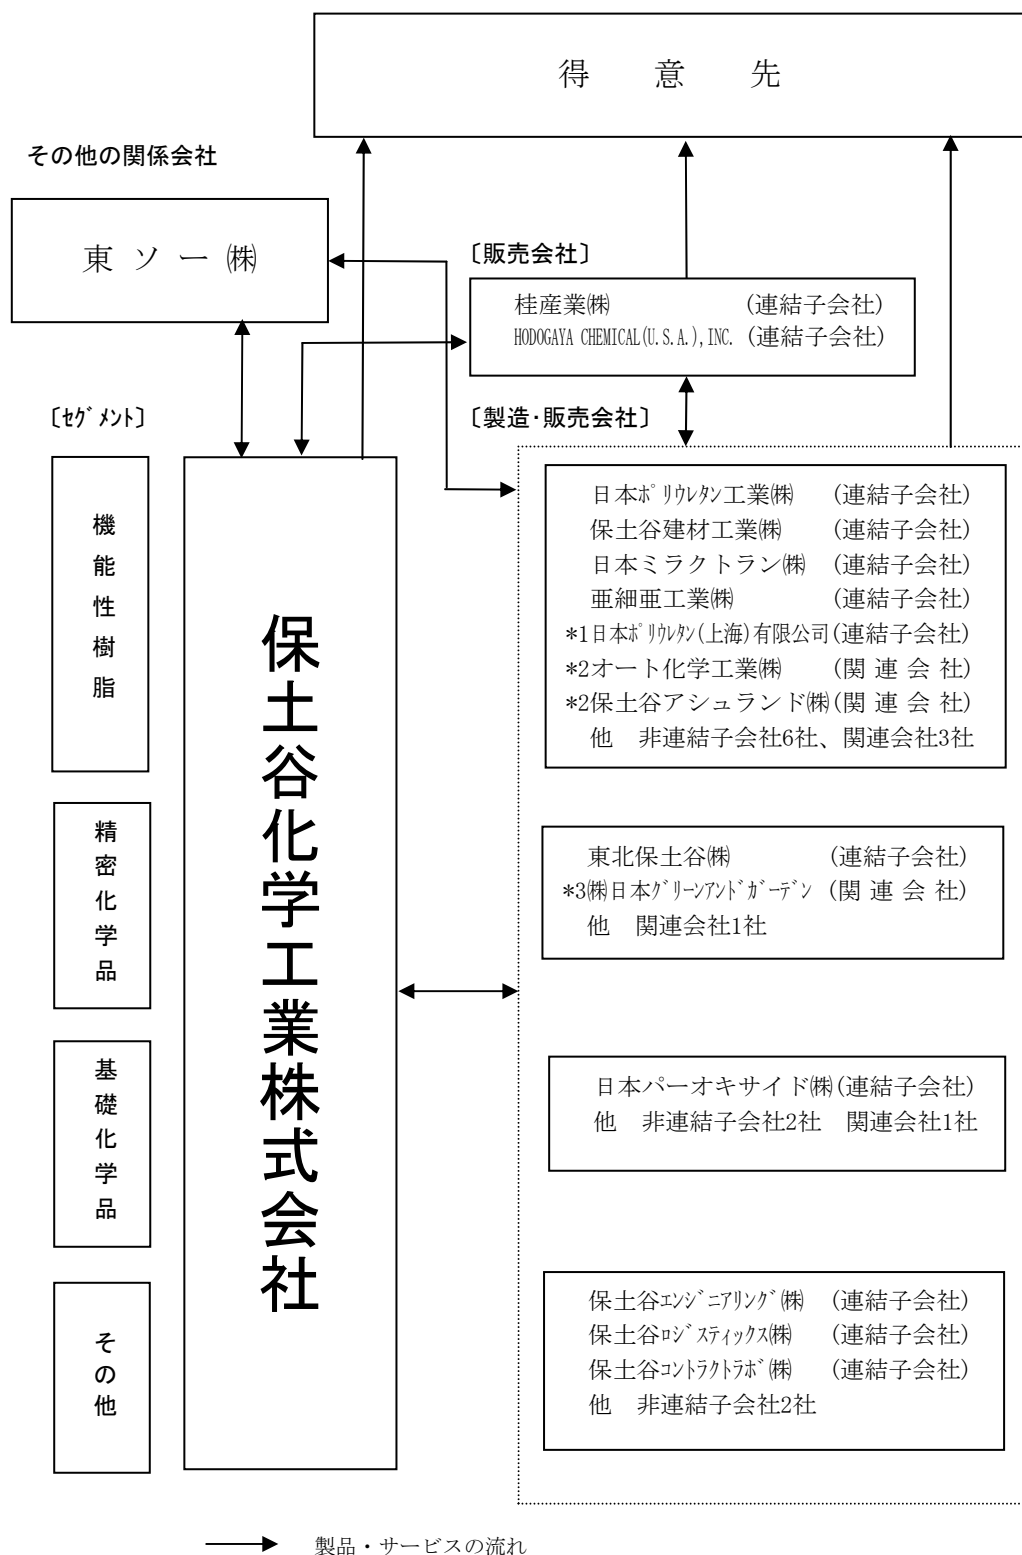 得 意 先
その他の関係会社
東 ソ ー ㈱
〔販売会社〕
桂産業㈱ (連結子会社)
HODOGAYA CHEMICAL(U.S.A.),INC. (連結子会社)
〔ｾｸﾞﾒﾝﾄ〕
〔製造･販売会社〕
機能性樹脂
精密化学品
基礎化学品
その他
保土谷化学工業株式会社
日本ﾎﾟﾘｳﾚﾀﾝ工業㈱ (連結子会社)
保土谷建材工業㈱ (連結子会社)
日本ミラクトラン㈱ (連結子会社)
亜細亜工業㈱ (連結子会社)
*1日本ﾎﾟﾘｳﾚﾀﾝ(上海)有限公司(連結子会社)
*2オート化学工業㈱ (関 連 会 社)
*2保土谷アシュランド㈱(関 連 会 社)
他 非連結子会社6社、関連会社3社
東北保土谷㈱ (連結子会社)
*3㈱日本ｸﾞﾘｰﾝｱﾝﾄﾞｶﾞｰﾃﾞﾝ (関 連 会 社)
他 関連会社1社
日本パーオキサイド㈱(連結子会社)
他 非連結子会社2社 関連会社1社
保土谷ｴﾝｼﾞﾆｱﾘﾝｸﾞ㈱ (連結子会社)
保土谷ﾛｼﾞｽﾃｨｯｸｽ㈱ (連結子会社)
保土谷ｺﾝﾄﾗｸﾄﾗﾎﾞ㈱ (連結子会社)
他 非連結子会社2社
製品・サービスの流れ